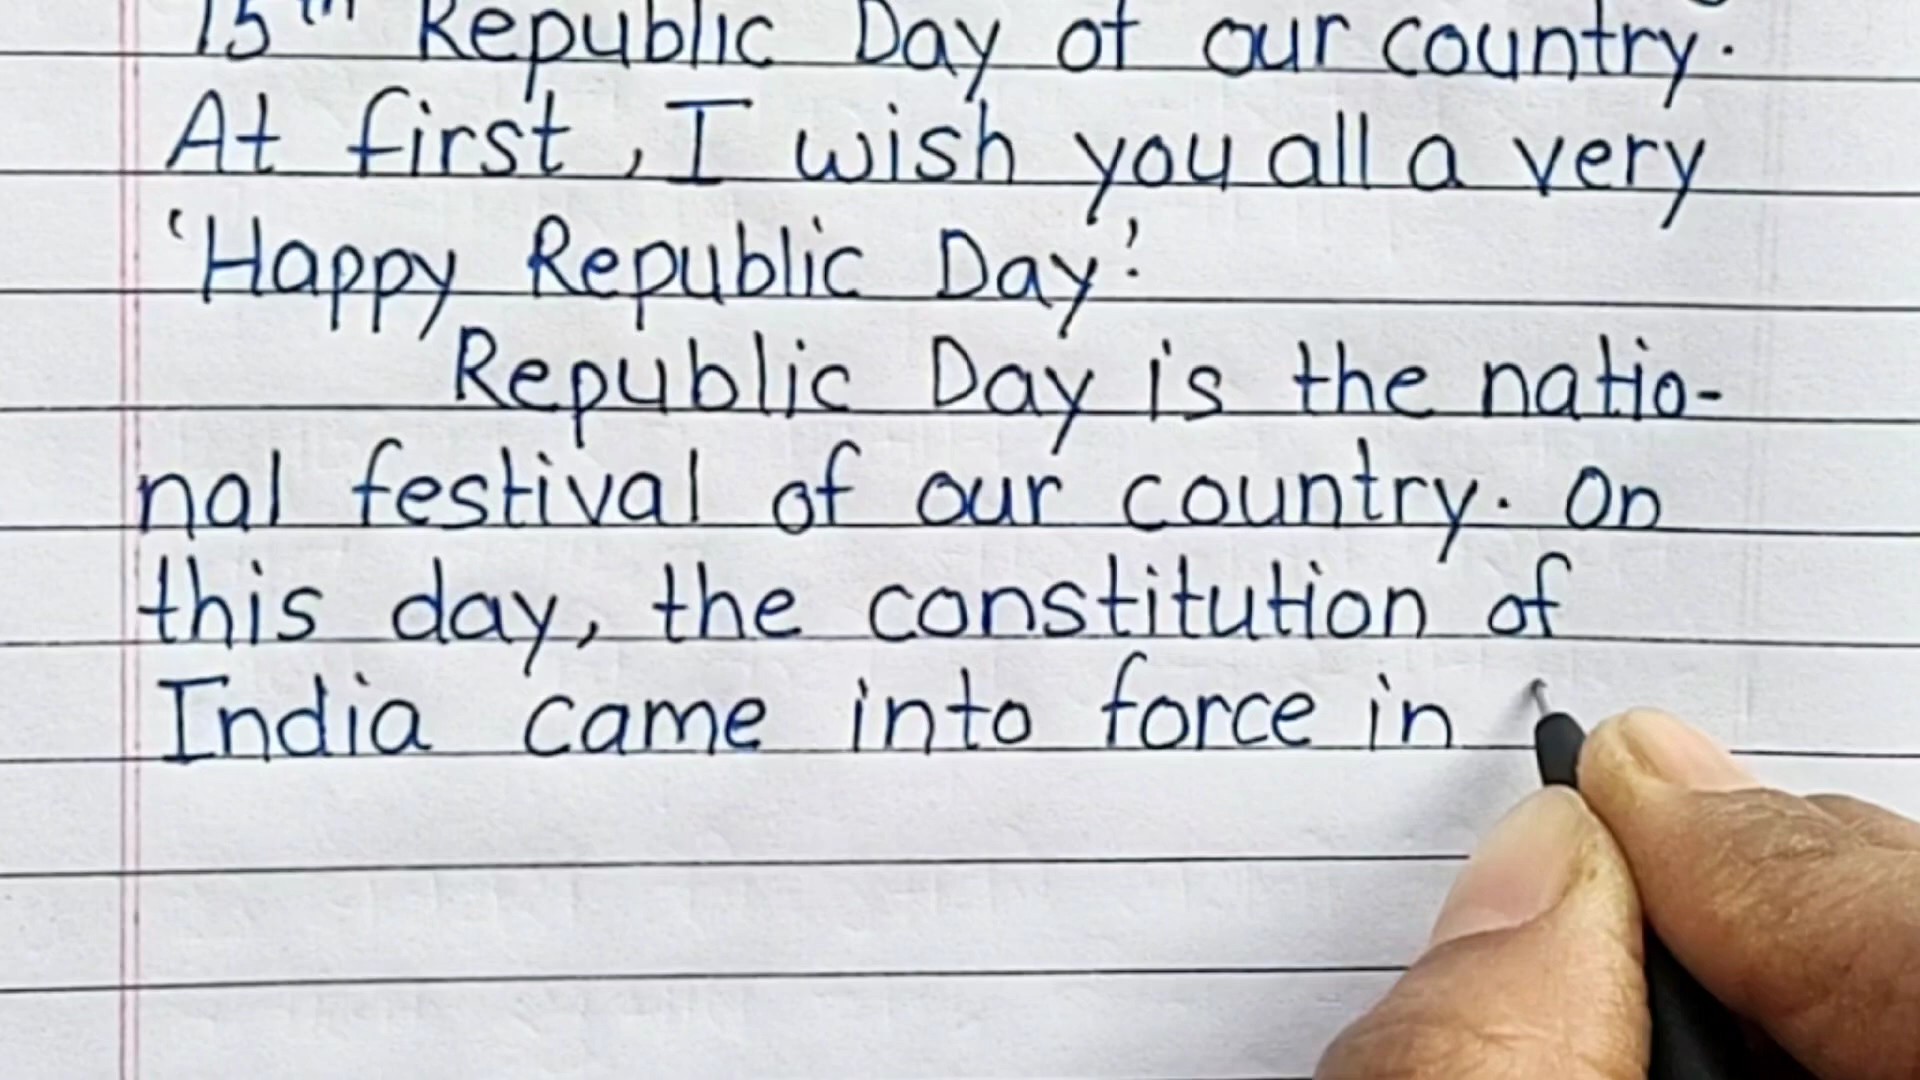 15th Republic Day of our country.
At first, I wish you all a very
'Happy Republic Day'.
Republic Day is the natio-
nal festival of our country. On
this day, the constitution of
India came into force in